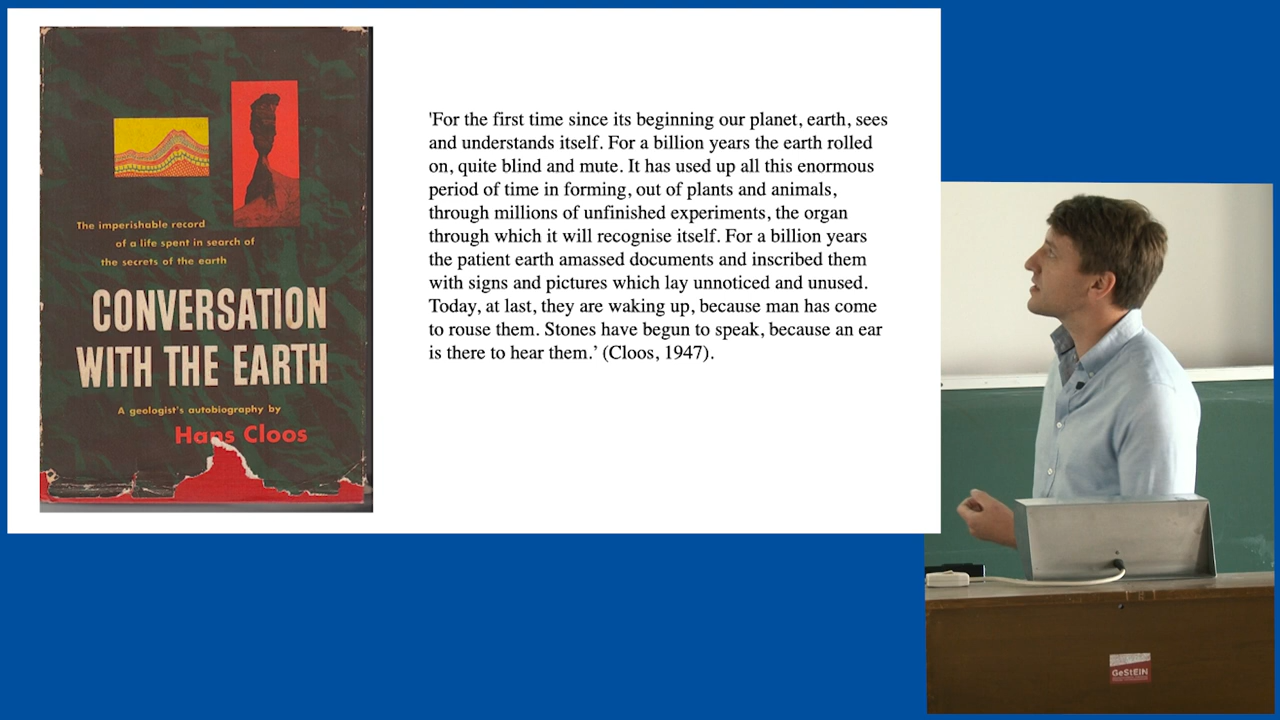 The imperishable record
of a life spent in search of
the secrets of the earth
CONVERSATION
WITH THE EARTH
A geologist's autobiography by
Hans Cloos
'For the first time since its beginning our planet, earth, sees
and understands itself. For a billion years the earth rolled
on, quite blind and mute. It has used up all this enormous
period of time in forming, out of plants and animals,
through millions of unfinished experiments, the organ
through which it will recognise itself. For a billion years
the patient earth amassed documents and inscribed them
with signs and pictures which lay unnoticed and unused.
Today, at last, they are waking up, because man has come
to rouse them. Stones have begun to speak, because an ear
is there to hear them.’ (Cloos, 1947).
GeStEIN